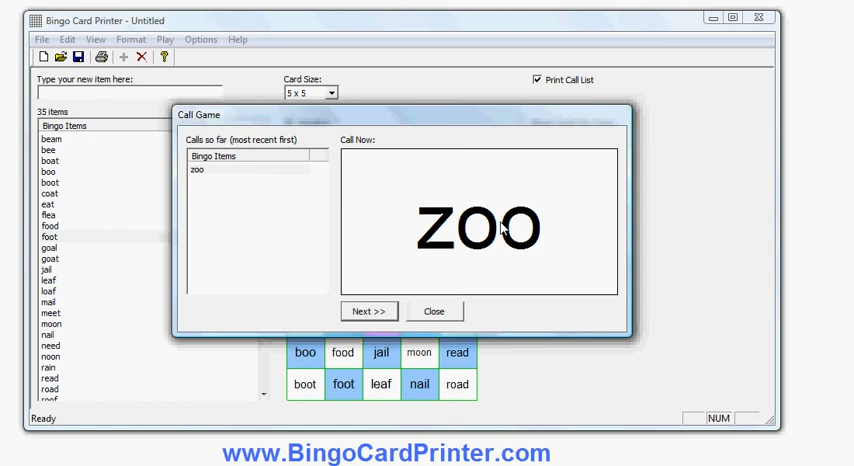 Bingo Card Printer - Untitled
File Edit View Format Play Options Help
Type your new item here:
Card Size:
Print Call List
5 x 5
35 items
Bingo Items
beam
bee
boat
boo
boot
coat
eat
flea
food
foot
goal
goat
jail
leaf
loaf
mail
meet
moon
nail
need
noon
rain
read
road
roof
Call Game
Calls so far (most recent first)
Call Now:
Bingo Items
zoo
zoo
Next >>
Close
boo food jail moon read
boot foot leaf nail road
Ready
NUM
www.BingoCardPrinter.com